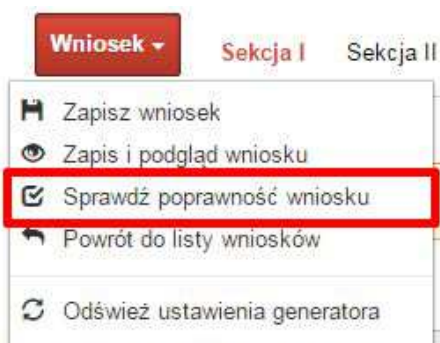 Wniosek Sekcja I Sekcja II
Zapisz wniosek
Zapis i podgląd wniosku
Sprawdź poprawność wniosku
Powrót do listy wniosków
Odśwież ustawienia generatora